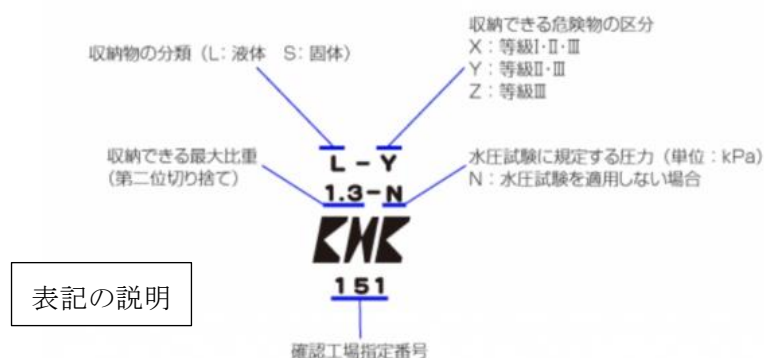 収納できる危険物の区分
X：等級Ⅰ･Ⅱ･Ⅲ
Y：等級Ⅱ･Ⅲ
Z：等級Ⅲ
収納物の分類（L：液体　S：固体）
収納できる最大比重
（第二位切り捨て）
L－Y
1.3－N
KHK
151
水圧試験に規定する圧力（単位：kPa）
N：水圧試験を適用しない場合
表記の説明
確認工場指定番号